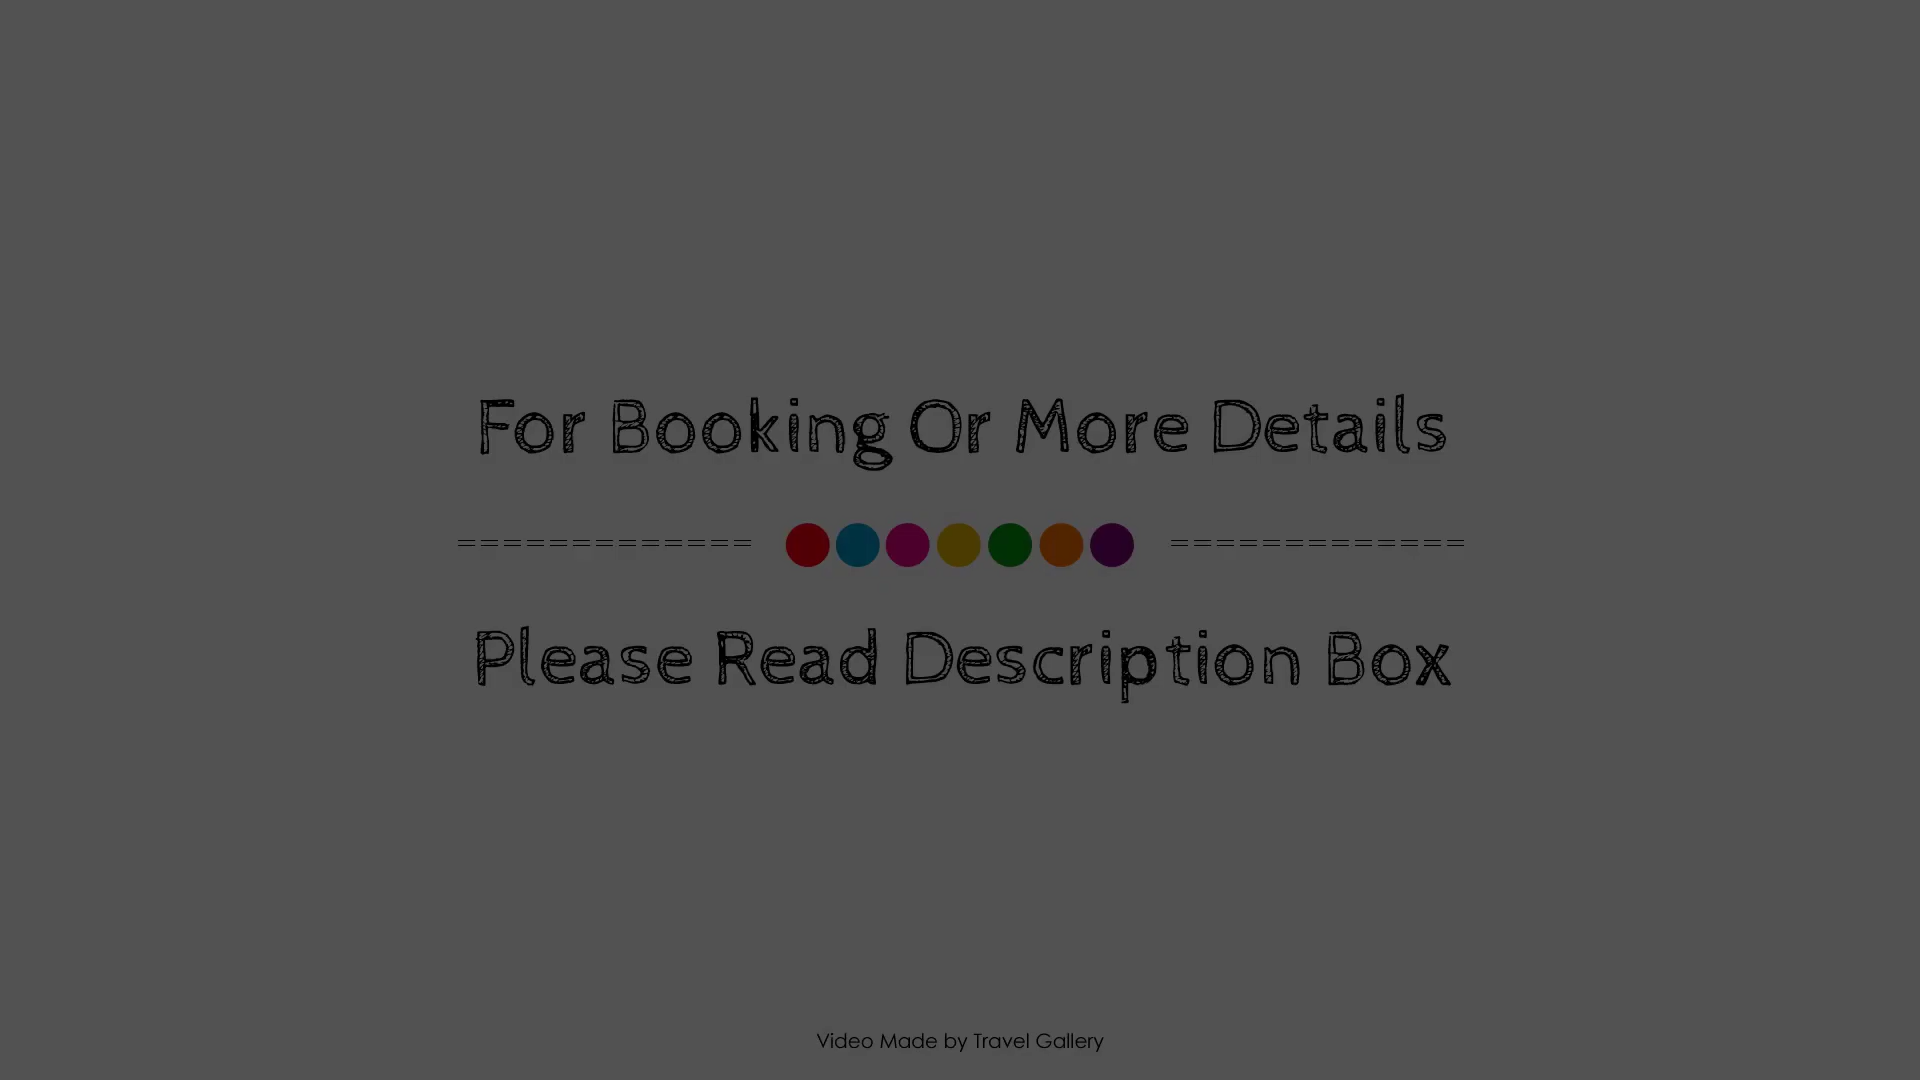 For Booking Or More Details
============= =============
Please Read Description Box
Video Made by Travel Gallery